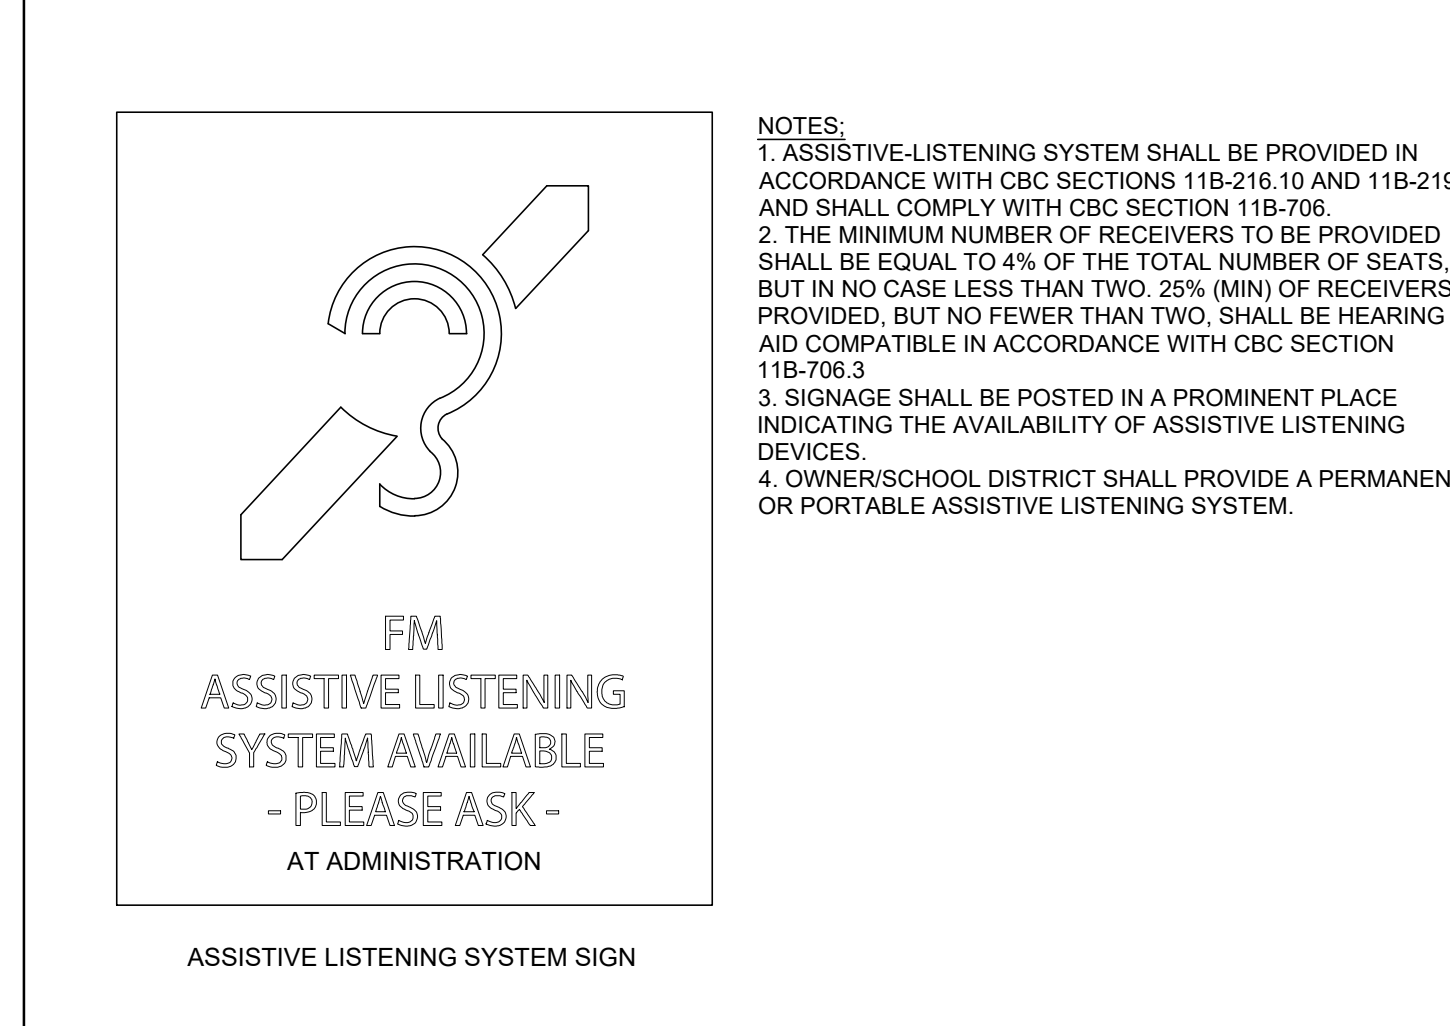 FM
ASSISTIVE LISTENING
SYSTEM AVAILABLE
- PLEASE ASK -
AT ADMINISTRATION
ASSISTIVE LISTENING SYSTEM SIGN
NOTES;
1. ASSISTIVE-LISTENING SYSTEM SHALL BE PROVIDED IN
ACCORDANCE WITH CBC SECTIONS 11B-216.10 AND 11B-219
AND SHALL COMPLY WITH CBC SECTION 11B-706.
2. THE MINIMUM NUMBER OF RECEIVERS TO BE PROVIDED
SHALL BE EQUAL TO 4% OF THE TOTAL NUMBER OF SEATS,
BUT IN NO CASE LESS THAN TWO. 25% (MIN) OF RECEIVERS
PROVIDED, BUT NO FEWER THAN TWO, SHALL BE HEARING
AID COMPATIBLE IN ACCORDANCE WITH CBC SECTION
11B-706.3
3. SIGNAGE SHALL BE POSTED IN A PROMINENT PLACE
INDICATING THE AVAILABILITY OF ASSISTIVE LISTENING
DEVICES.
4. OWNER/SCHOOL DISTRICT SHALL PROVIDE A PERMANEN
OR PORTABLE ASSISTIVE LISTENING SYSTEM.